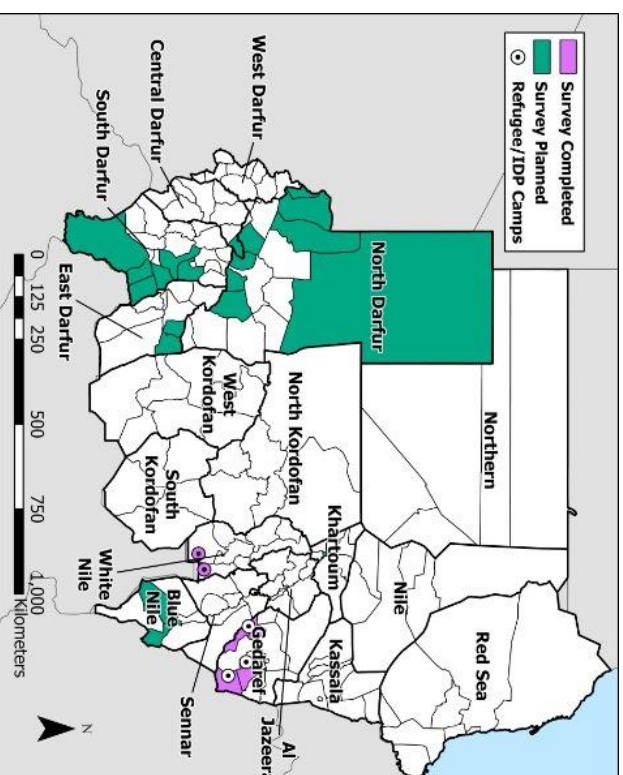 Survey Completed
Survey Planned
Refugee/IDP Camps
Northern
Red Sea
North Darfur
Nile
West Darfur
Khartoum
Kassala
North Kordofan
Central Darfur
Gedaref
Al
Jazeera
West
Kordofan
South Darfur
Sennar
South
Kordofan
Blue
Nile
White
Nile
East Darfur
0 125 250 500 750 1,000
Kilometers
N